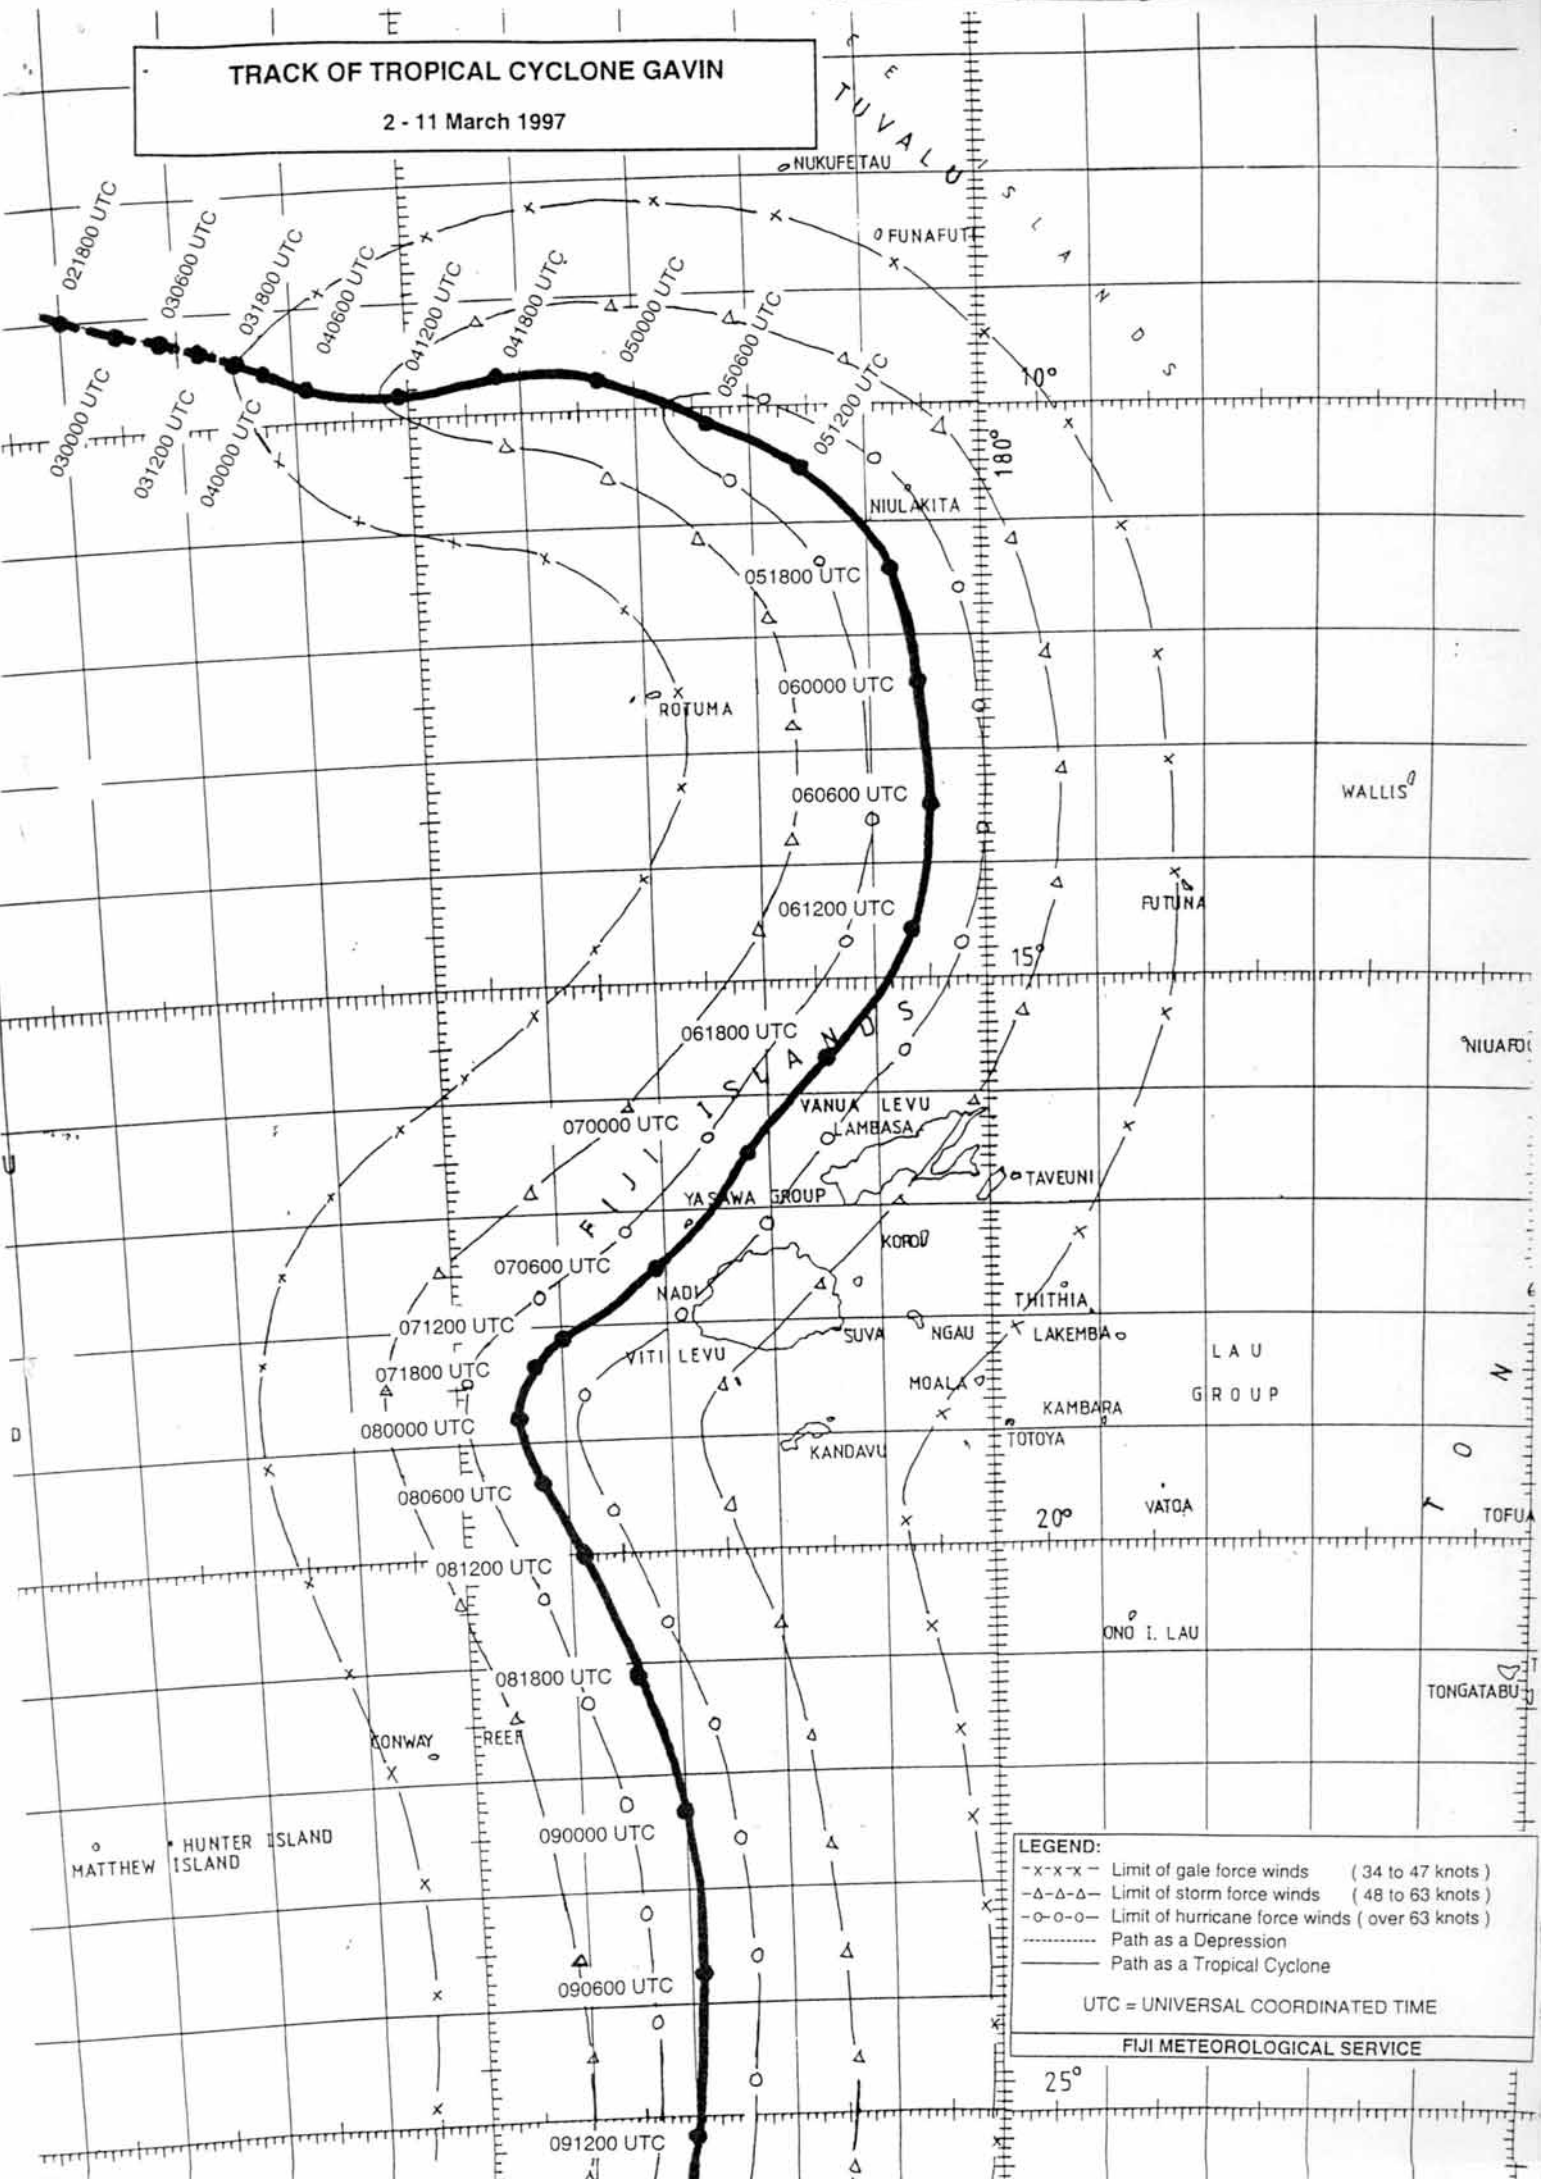 E
TRACK OF TROPICAL CYCLONE GAVIN
2 - 11 March 1997
TUVALU
ISLANDS
NUKUFETAU
FUNAFUTI
021800 UTC
030600 UTC
031800 UTC
040600 UTC
041200 UTC
041800 UTC
050000 UTC
050600 UTC
051200 UTC
030000 UTC
031200 UTC
040000 UTC
10°
180°
NIULAKITA
051800 UTC
060000 UTC
ROTUMA
060600 UTC
WALLIS
061200 UTC
FUTUNA
15°
061800 UTC
NIUAFO
FIJI ISLANDS
070000 UTC
VANUA LEVU
LAMBASA
U
TAVEUNI
YASAWA GROUP
KORO
070600 UTC
NADI
THITHIA
071200 UTC
SUVA
NGAU
LAKEMBA
VITI LEVU
LAU
GROUP
071800 UTC
MOALA
KAMBARA
080000 UTC
D
KANDAVU
TOTOYA
T O N
080600 UTC
VATOA
20°
TOFUA
081200 UTC
ONO I. LAU
081800 UTC
TONGATABU
CONWAY REEF
090000 UTC
HUNTER ISLAND
MATTHEW ISLAND
LEGEND:
-x-x-x- Limit of gale force winds ( 34 to 47 knots )
-Δ-Δ-Δ- Limit of storm force winds ( 48 to 63 knots )
-o-o-o- Limit of hurricane force winds ( over 63 knots )
------------ Path as a Depression
Path as a Tropical Cyclone
UTC = UNIVERSAL COORDINATED TIME
FIJI METEOROLOGICAL SERVICE
090600 UTC
25°
091200 UTC